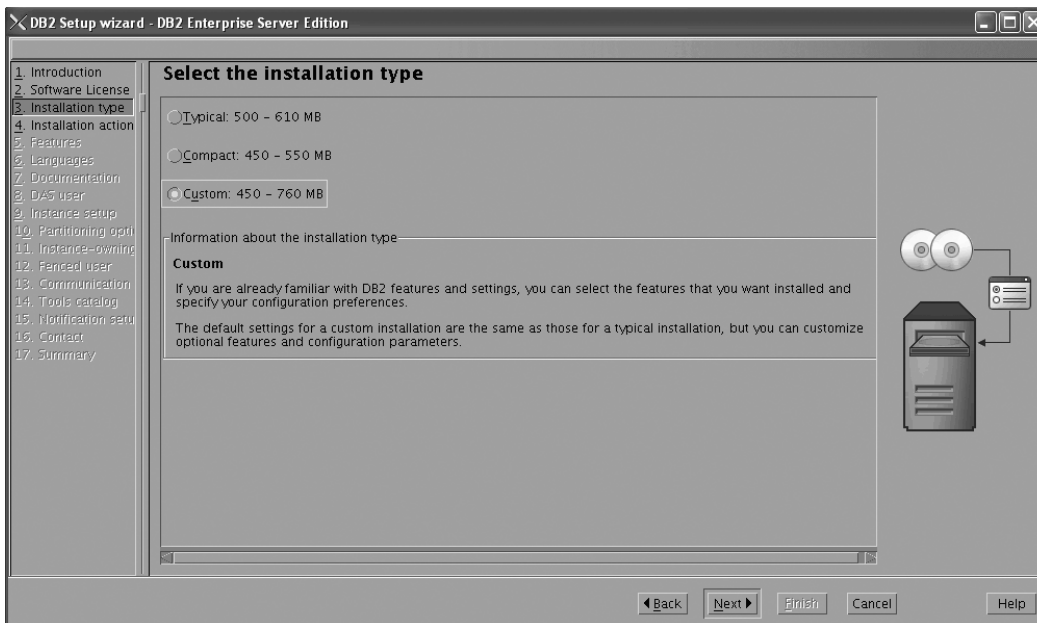 DB2 Setup wizard - DB2 Enterprise Server Edition
1. Introduction
2. Software License
3. Installation type
4. Installation action
5. Features
6. Languages
7. Documentation
8. DAS user
9. Instance setup
10. Partitioning opti
11. Instance-owning
12. Fenced user
13. Communication
14. Tools catalog
15. Notification setu
16. Contact
17. Summary
Select the installation type
Typical: 500 - 610 MB
Compact: 450 - 550 MB
Custom: 450 - 760 MB
Information about the installation type
Custom
If you are already familiar with DB2 features and settings, you can select the features that you want installed and
specify your configuration preferences.
The default settings for a custom installation are the same as those for a typical installation, but you can customize
optional features and configuration parameters.
Back
Next
Finish
Cancel
Help